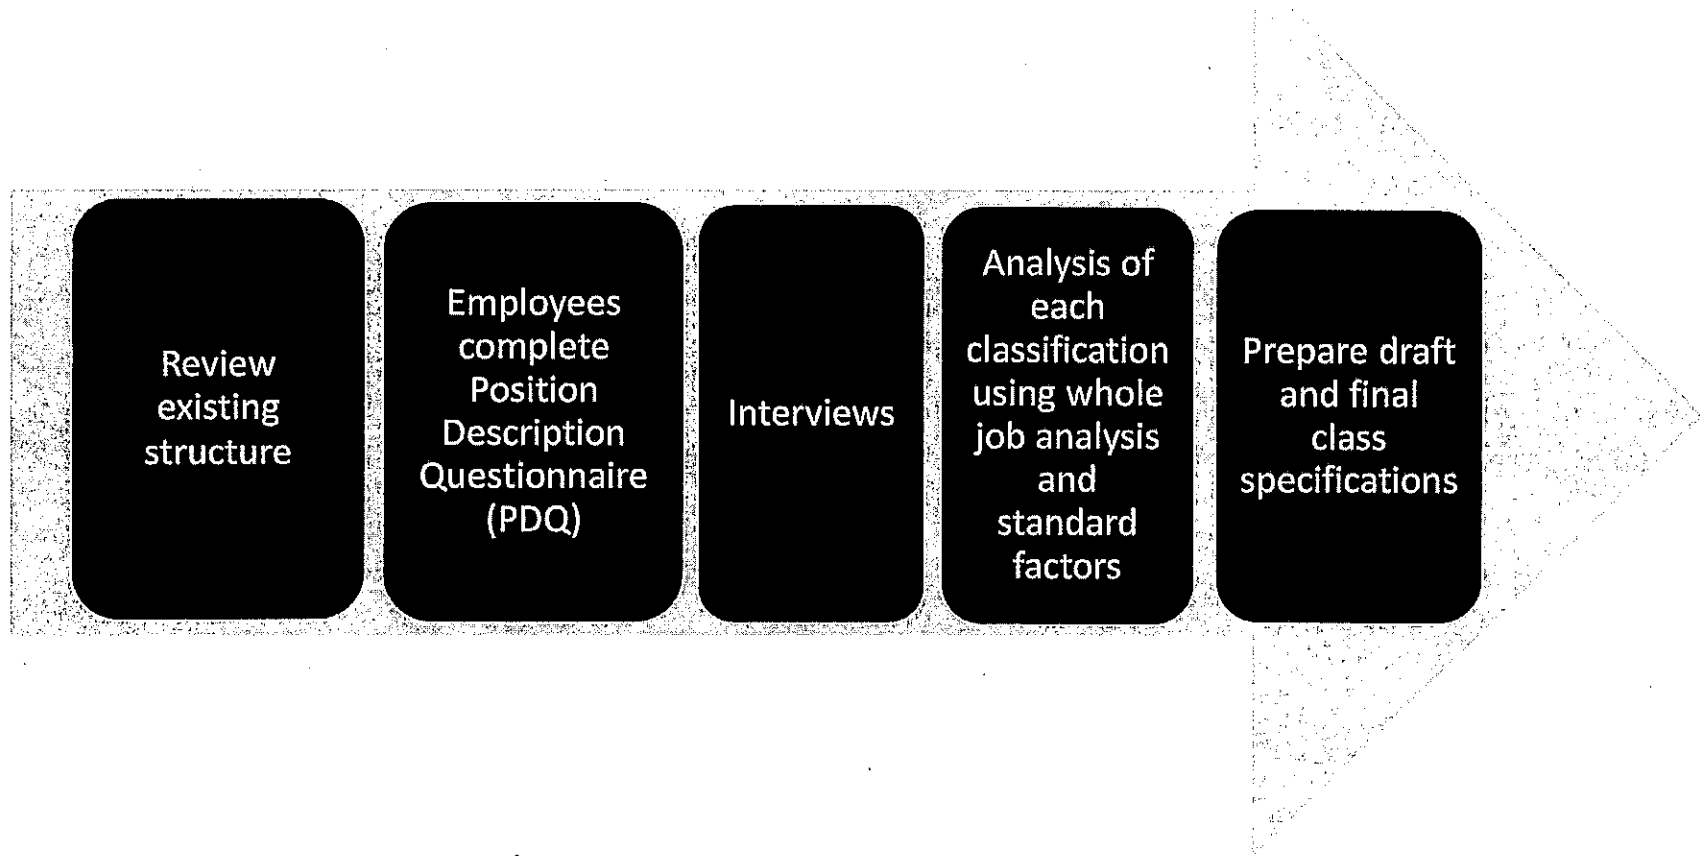 Review
existing
structure
Employees
complete
Position
Description
Questionnaire
(PDQ)
Interviews
Analysis of
each
classification
using whole
job analysis
and
standard
factors
Prepare draft
and final
class
specifications